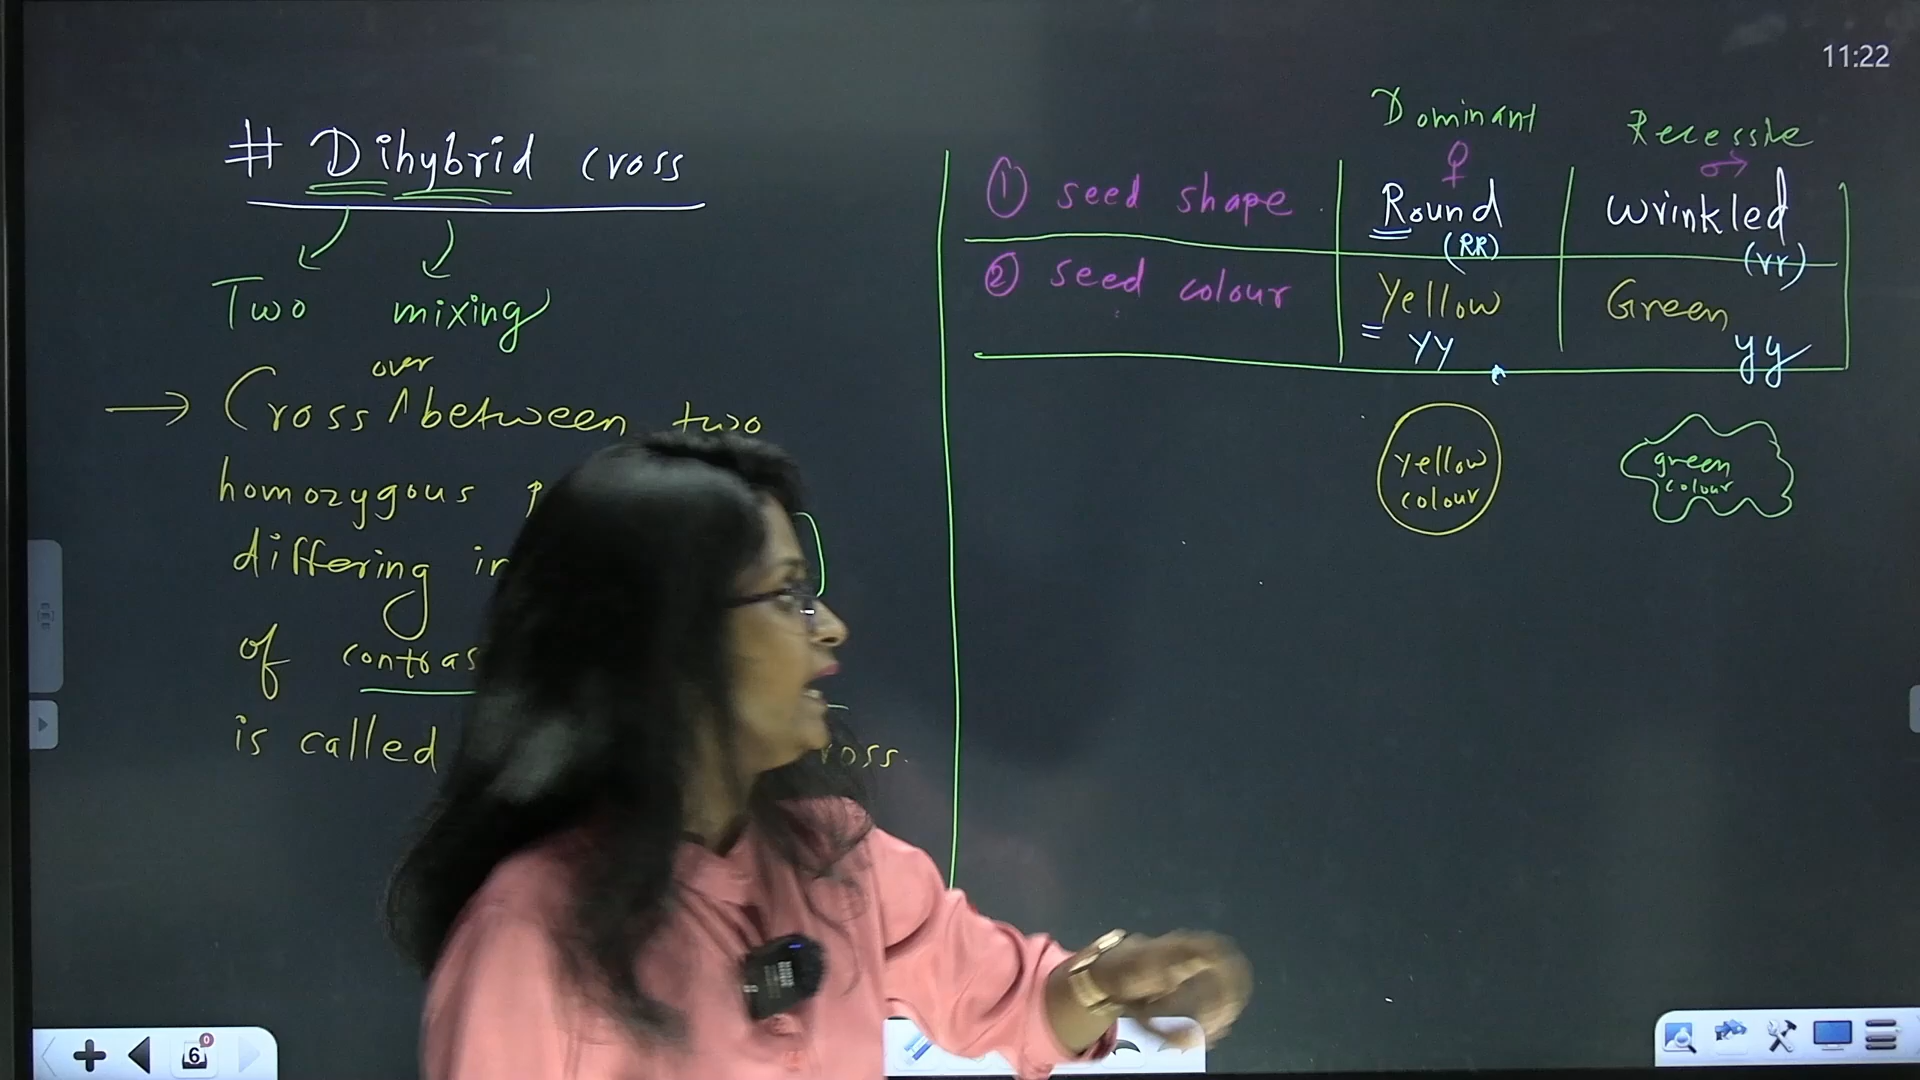 11:22
# Dihybrid cross
Two mixing
over
→ Cross ∧ between two
homozygous
differing in
of contras
is called ross.
Dominant Recessive
♀ ♂
① seed shape Round Wrinkled
(RR) (rr)
② seed colour Yellow Green
YY yy
yellow
colour
green
colour
6
0